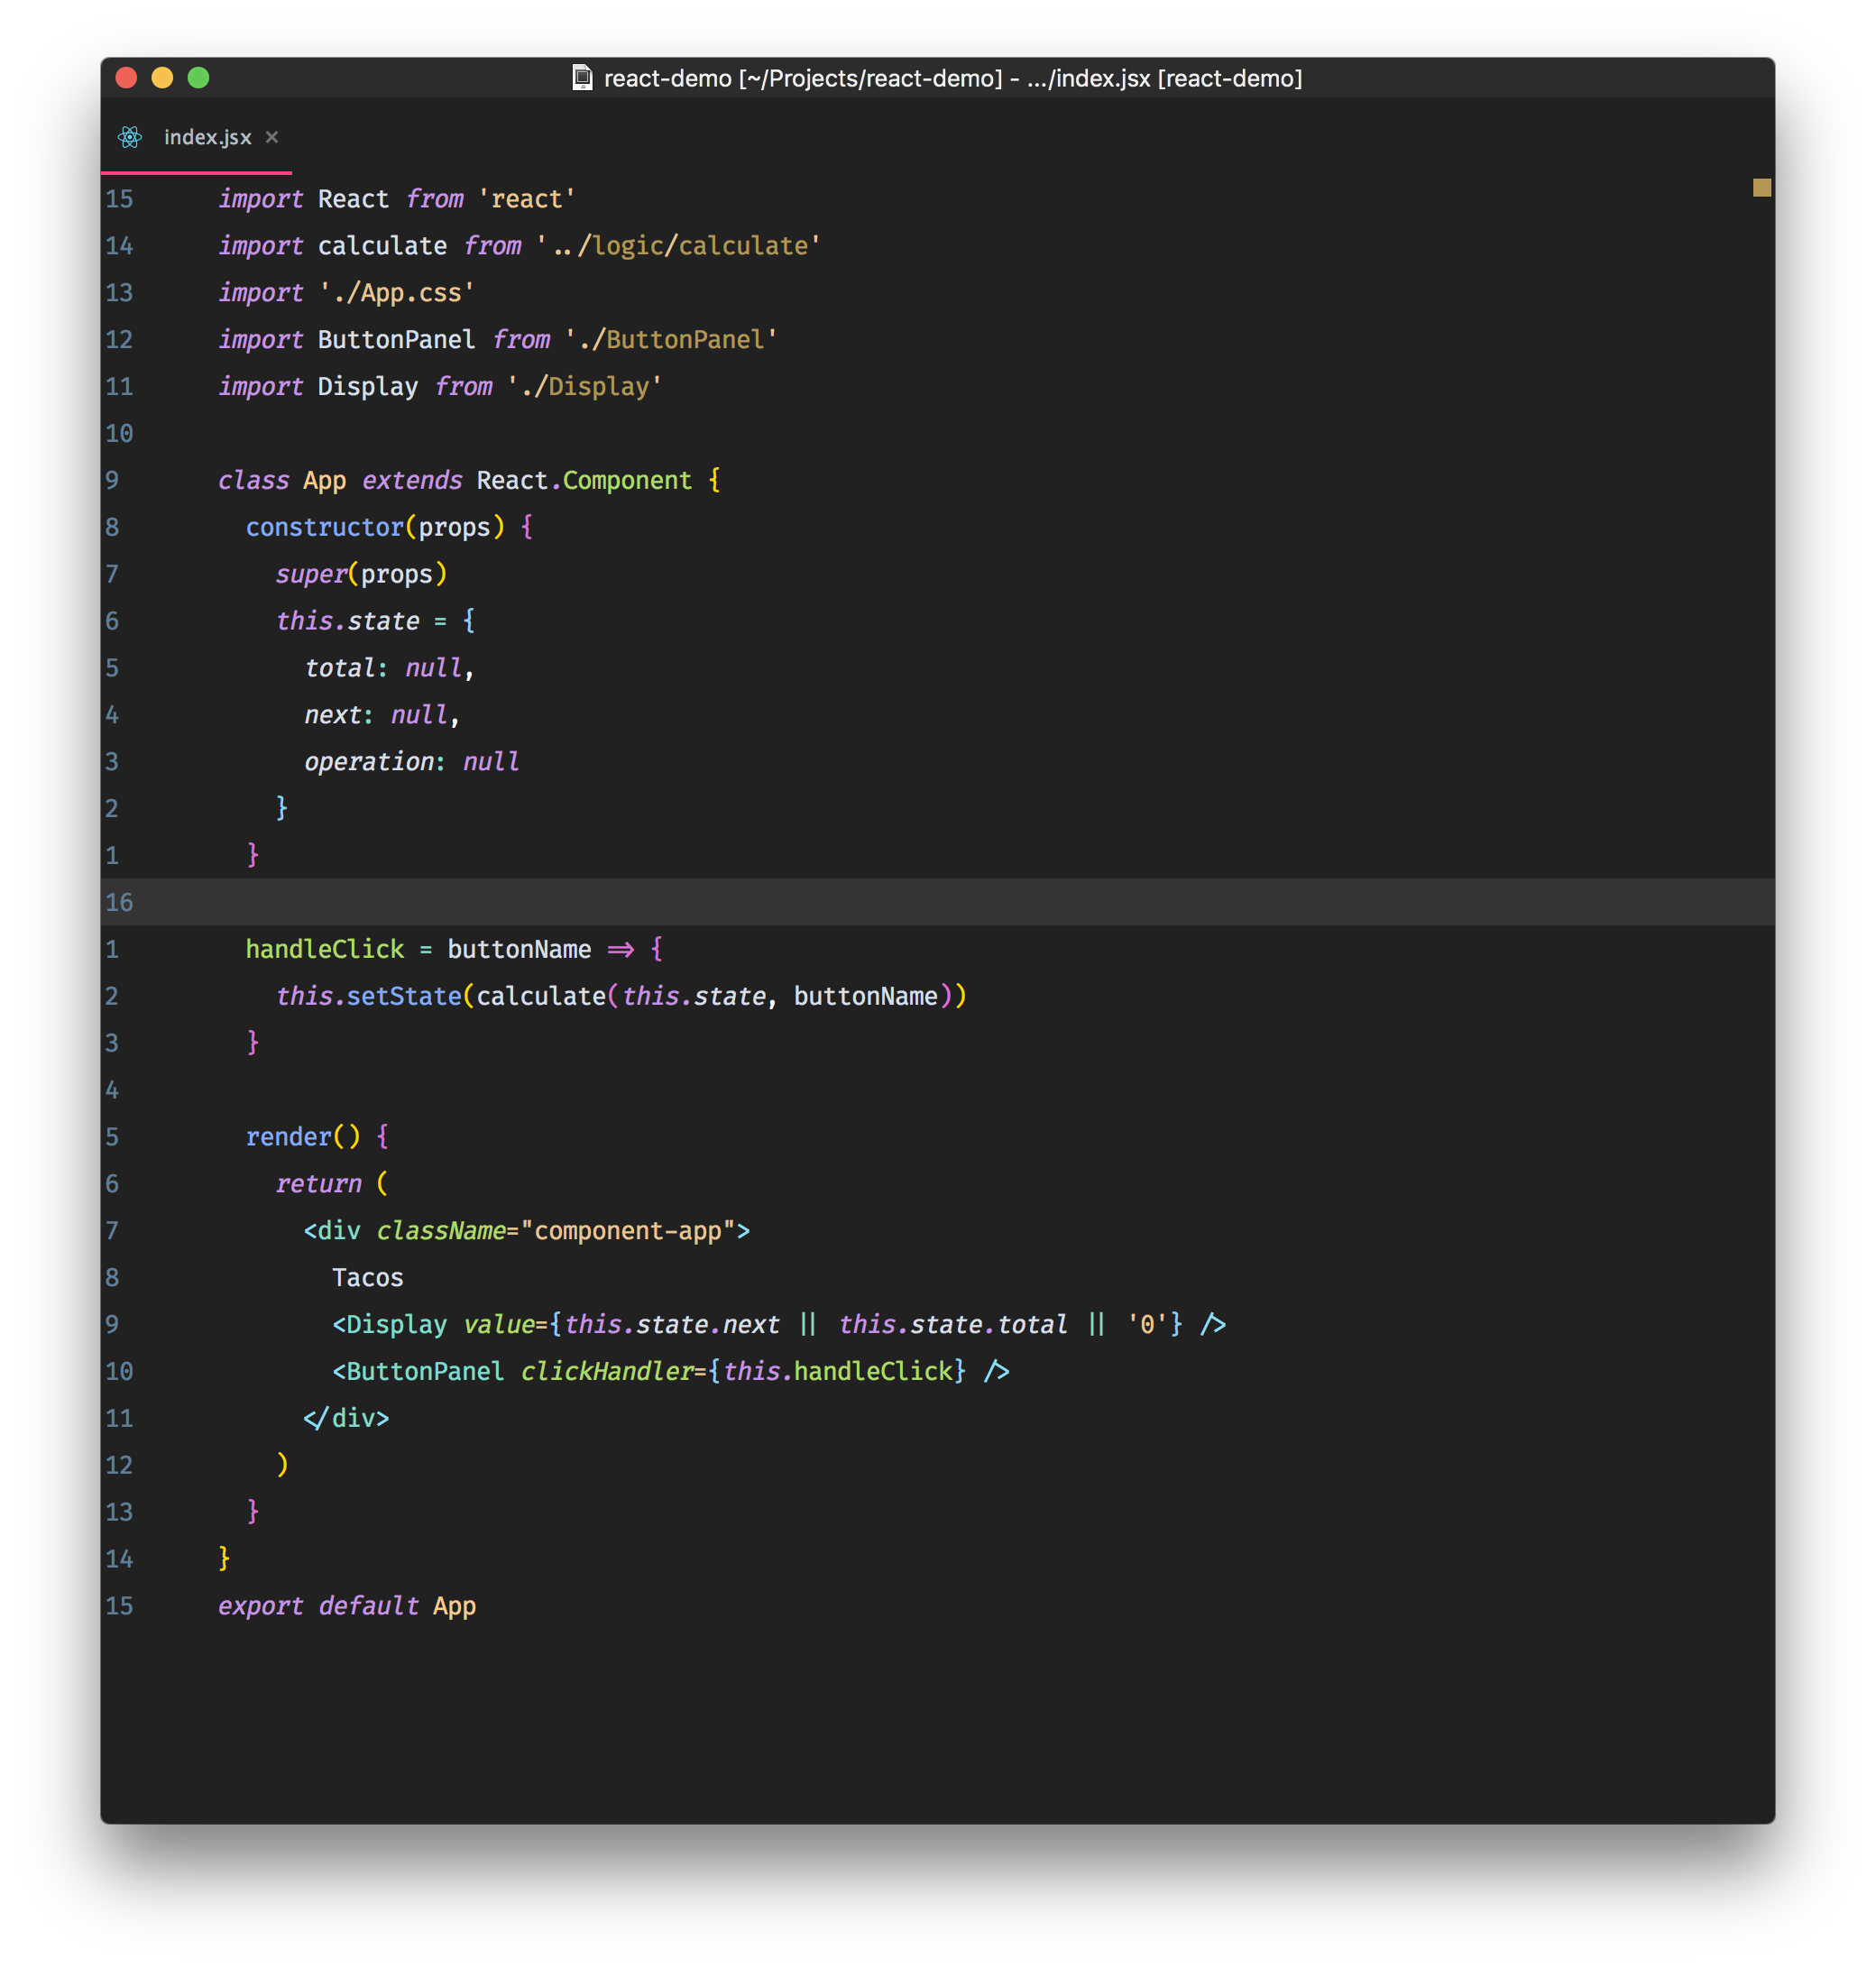 react-demo [~/Projects/react-demo] - .../index.jsx [react-demo]
index.jsx ×
15 import React from 'react'
14 import calculate from '../logic/calculate'
13 import './App.css'
12 import ButtonPanel from './ButtonPanel'
11 import Display from './Display'
10
9 class App extends React.Component {
8   constructor(props) {
7     super(props)
6     this.state = {
5       total: null,
4       next: null,
3       operation: null
2     }
1   }
16
1   handleClick = buttonName => {
2     this.setState(calculate(this.state, buttonName))
3   }
4
5   render() {
6     return (
7       <div className="component-app">
8         Tacos
9         <Display value={this.state.next || this.state.total || '0'} />
10         <ButtonPanel clickHandler={this.handleClick} />
11       </div>
12     )
13   }
14 }
15 export default App